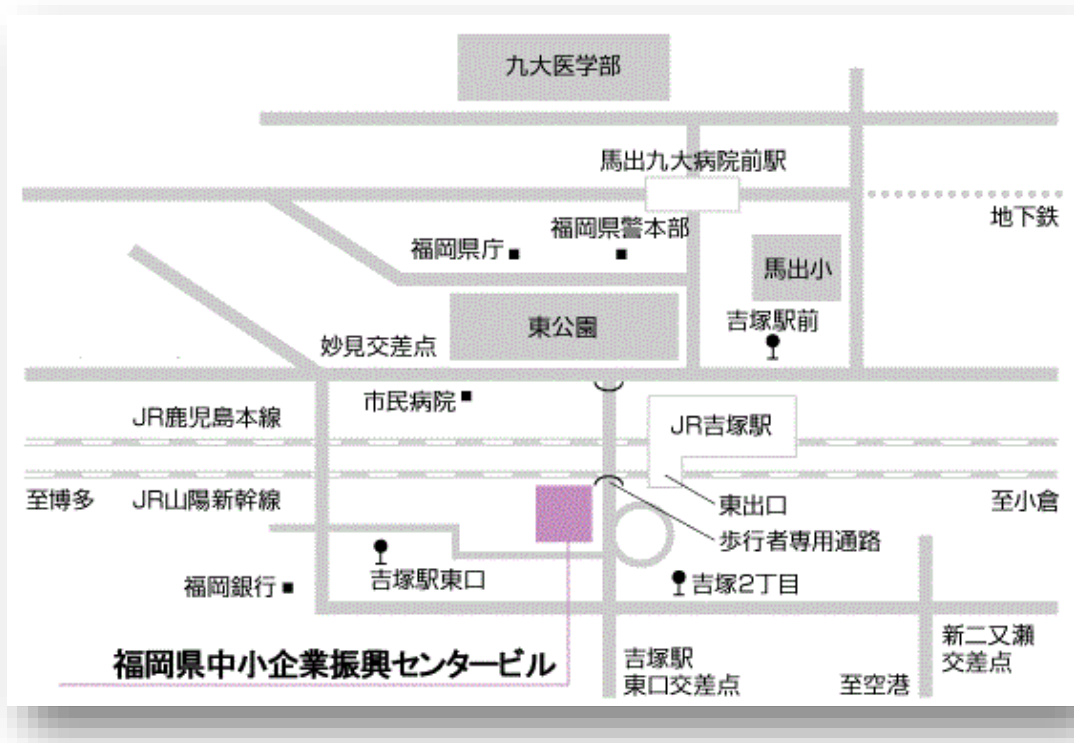 九大医学部
馬出九大病院前駅
地下鉄
福岡県警本部
福岡県庁
馬出小
吉塚駅前
東公園
妙見交差点
市民病院
JR鹿児島本線
JR吉塚駅
至博多
JR山陽新幹線
東出口
至小倉
歩行者専用通路
吉塚駅東口
吉塚2丁目
福岡銀行
福岡県中小企業振興センタービル
吉塚駅
東口交差点
新二又瀬
交差点
至空港